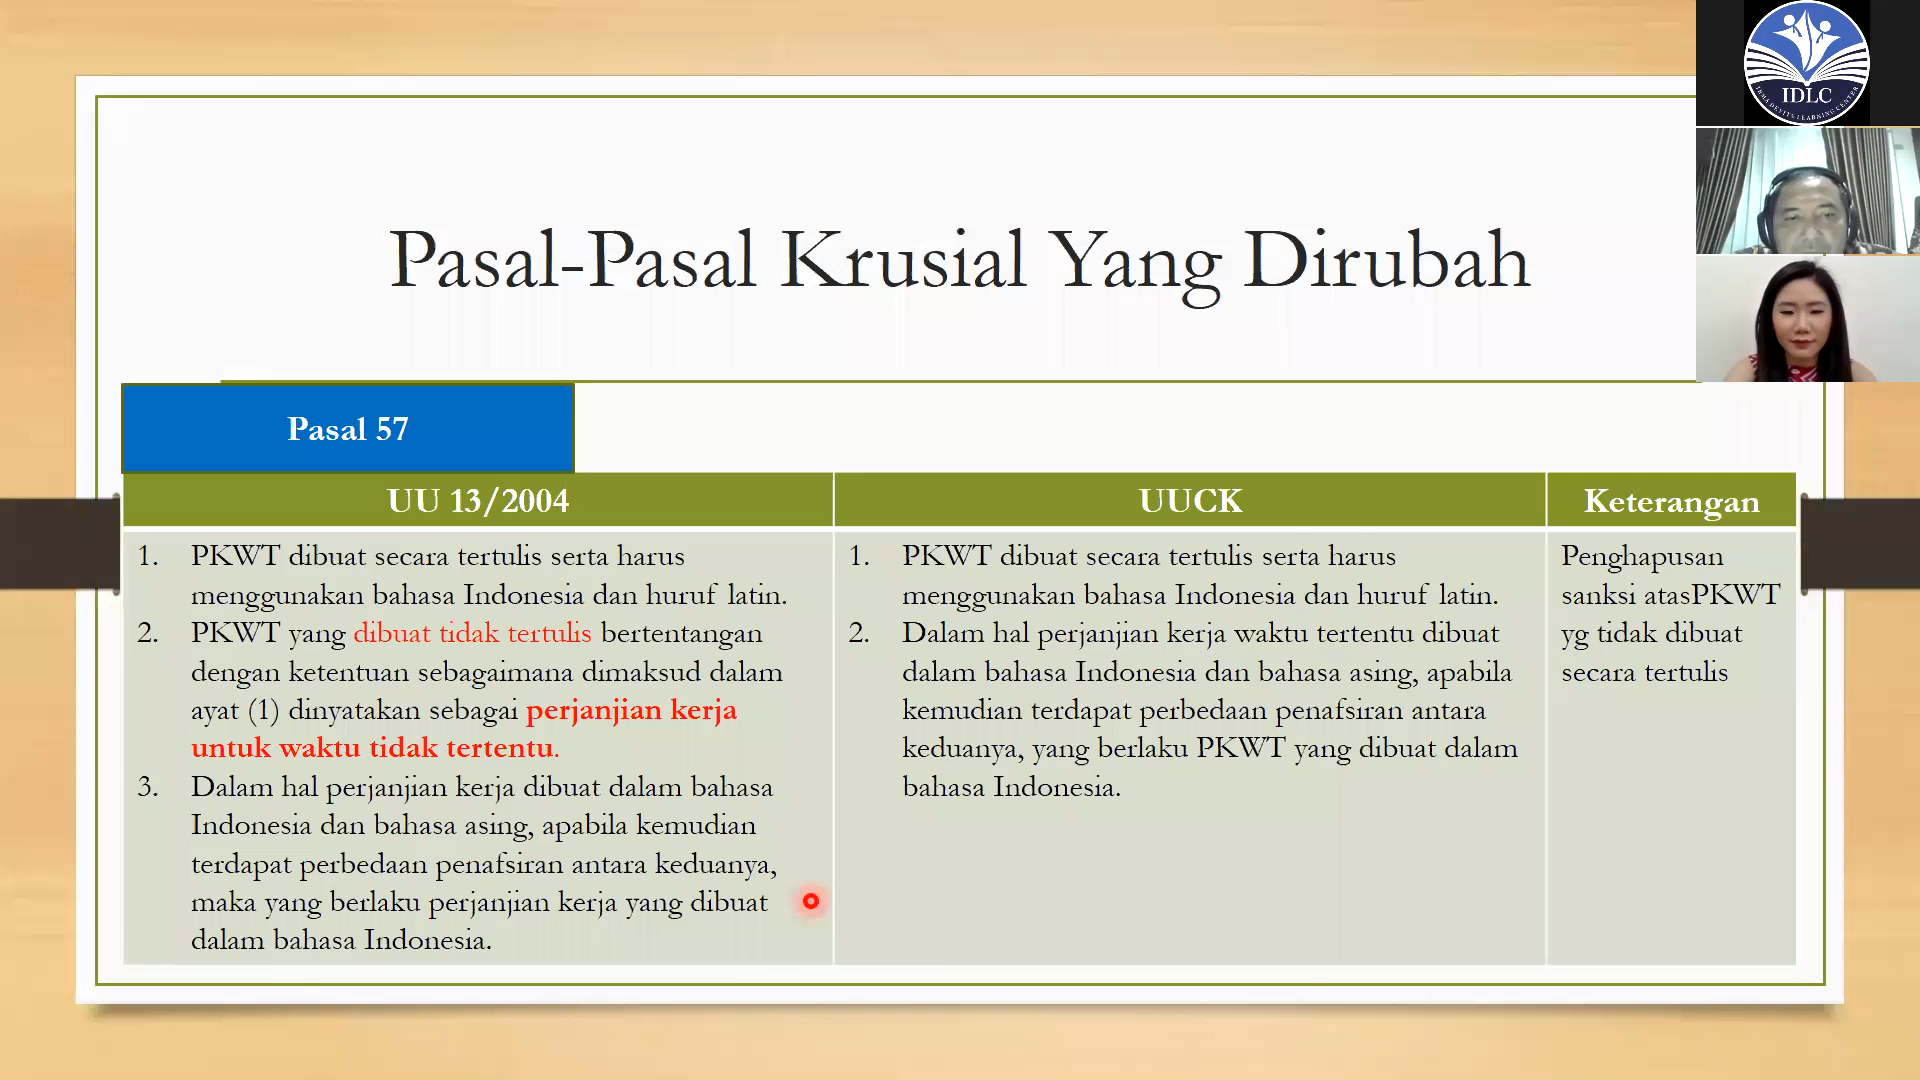 IDLC
IRMA DEVITA LEARNING CENTER
Pasal-Pasal Krusial Yang Dirubah
Pasal 57
UU 13/2004
UUCK
Keterangan
1. PKWT dibuat secara tertulis serta harus
menggunakan bahasa Indonesia dan huruf latin.
2. PKWT yang dibuat tidak tertulis bertentangan
dengan ketentuan sebagaimana dimaksud dalam
ayat (1) dinyatakan sebagai perjanjian kerja
untuk waktu tidak tertentu.
3. Dalam hal perjanjian kerja dibuat dalam bahasa
Indonesia dan bahasa asing, apabila kemudian
terdapat perbedaan penafsiran antara keduanya,
maka yang berlaku perjanjian kerja yang dibuat
dalam bahasa Indonesia.
1. PKWT dibuat secara tertulis serta harus
menggunakan bahasa Indonesia dan huruf latin.
2. Dalam hal perjanjian kerja waktu tertentu dibuat
dalam bahasa Indonesia dan bahasa asing, apabila
kemudian terdapat perbedaan penafsiran antara
keduanya, yang berlaku PKWT yang dibuat dalam
bahasa Indonesia.
Penghapusan
sanksi atasPKWT
yg tidak dibuat
secara tertulis